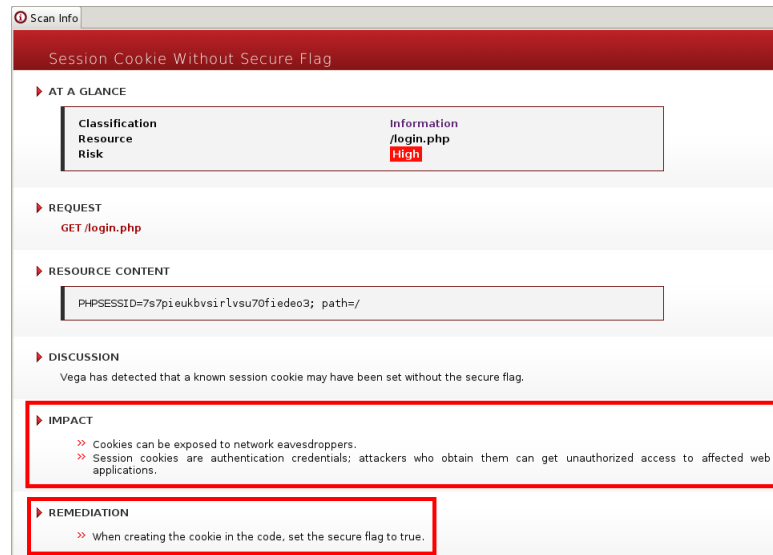 Scan Info
Session Cookie Without Secure Flag
AT A GLANCE
Classification Information
Resource /login.php
Risk High
REQUEST
GET /login.php
RESOURCE CONTENT
PHPSESSID=7s7pieukbvsirlvsu70fiedeo3; path=/
DISCUSSION
Vega has detected that a known session cookie may have been set without the secure flag.
IMPACT
» Cookies can be exposed to network eavesdroppers.
» Session cookies are authentication credentials; attackers who obtain them can get unauthorized access to affected web
applications.
REMEDIATION
» When creating the cookie in the code, set the secure flag to true.